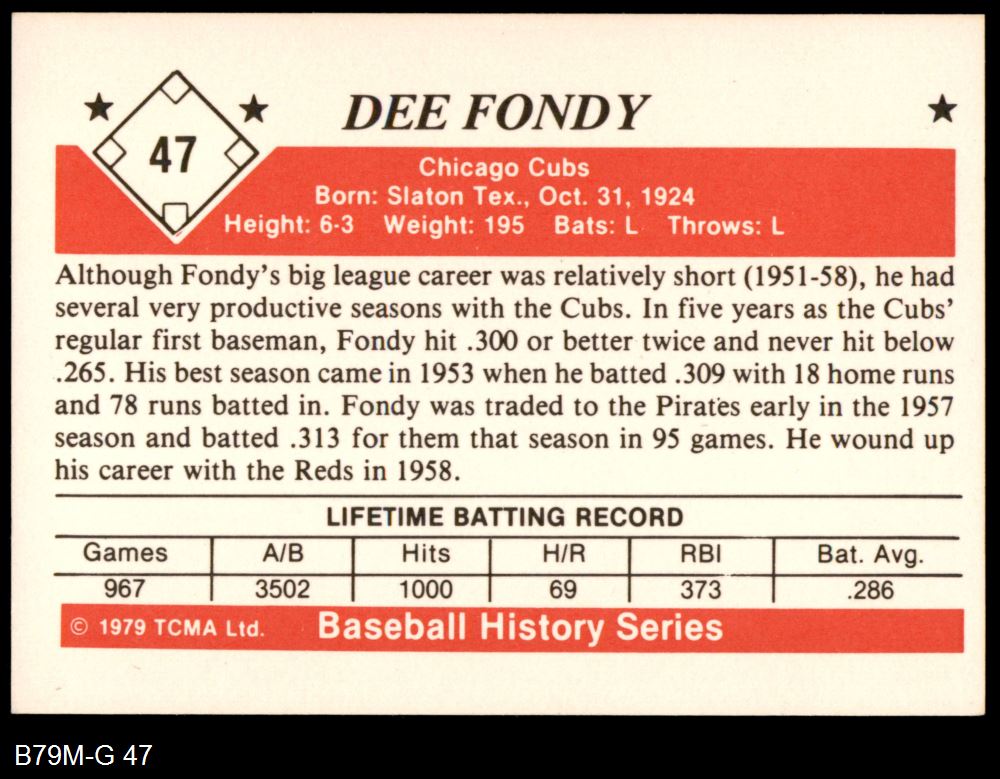 47
DEE FONDY
Chicago Cubs
Born: Slaton Tex., Oct. 31, 1924
Height: 6-3 Weight: 195 Bats: L Throws: L
Although Fondy's big league career was relatively short (1951-58), he had
several very productive seasons with the Cubs. In five years as the Cubs'
regular first baseman, Fondy hit .300 or better twice and never hit below
.265. His best season came in 1953 when he batted .309 with 18 home runs
and 78 runs batted in. Fondy was traded to the Pirates early in the 1957
season and batted .313 for them that season in 95 games. He wound up
his career with the Reds in 1958.
LIFETIME BATTING RECORD
Games A/B Hits H/R RBI Bat. Avg.
967 3502 1000 69 373 .286
© 1979 TCMA Ltd. Baseball History Series
B79M-G 47